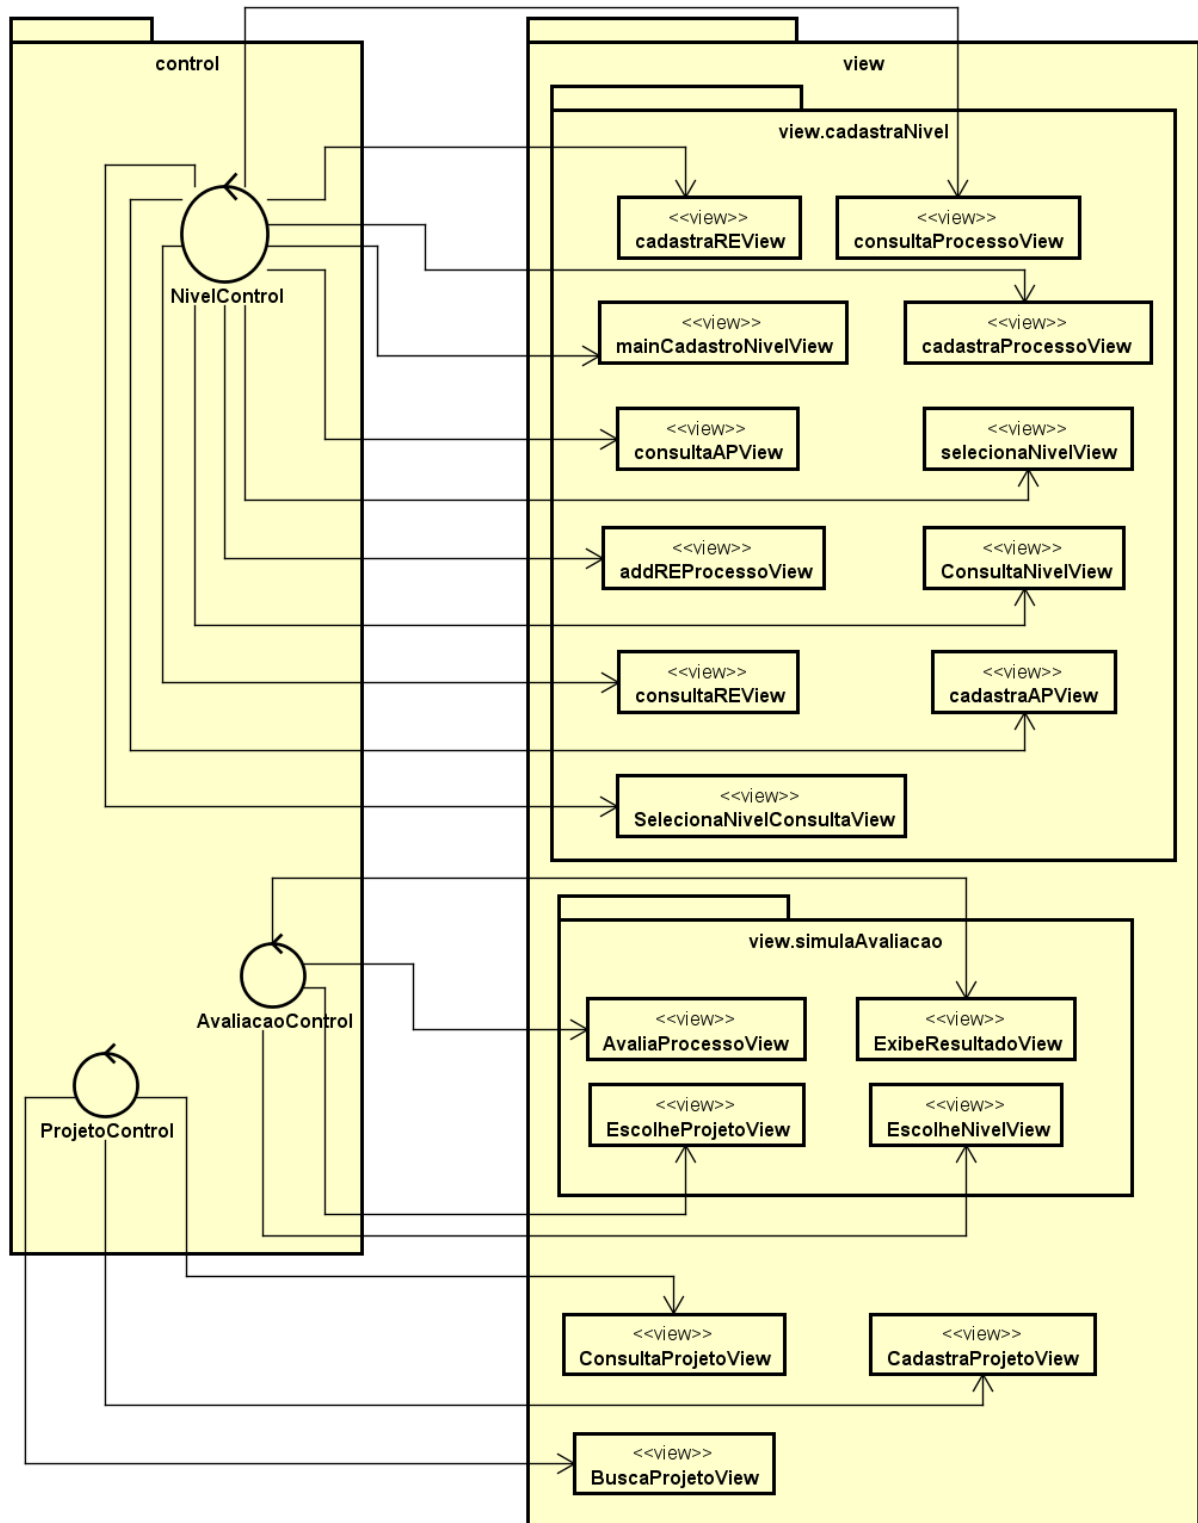 control
NivelControl
AvaliacaoControl
ProjetoControl
view
view.cadastraNivel
<<view>>
cadastraREView
<<view>>
consultaProcessoView
<<view>>
mainCadastroNivelView
<<view>>
cadastraProcessoView
<<view>>
consultaAPView
<<view>>
selecionaNivelView
<<view>>
addREProcessoView
<<view>>
ConsultaNivelView
<<view>>
consultaREView
<<view>>
cadastraAPView
<<view>>
SelecionaNivelConsultaView
view.simulaAvaliacao
<<view>>
AvaliaProcessoView
<<view>>
ExibeResultadoView
<<view>>
EscolheProjetoView
<<view>>
EscolheNivelView
<<view>>
ConsultaProjetoView
<<view>>
CadastraProjetoView
<<view>>
BuscaProjetoView